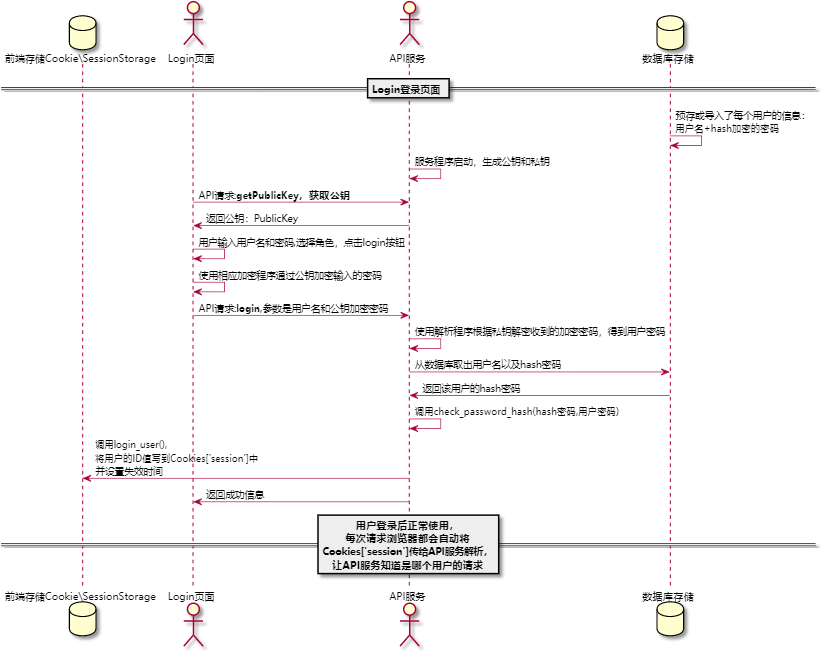 前端存储Cookie\SessionStorage
Login页面
API服务
数据库存储
Login登录页面
预存或导入了每个用户的信息:
用户名+hash加密的密码
服务程序启动，生成公钥和私钥
API请求:getPublicKey，获取公钥
返回公钥：PublicKey
用户输入用户名和密码,选择角色，点击login按钮
使用相应加密程序通过公钥加密输入的密码
API请求:login,参数是用户名和公钥加密密码
使用解析程序根据私钥解密收到的加密密码，得到用户密码
从数据库取出用户名以及hash密码
返回该用户的hash密码
调用check_password_hash(hash密码,用户密码)
调用login_user(),
将用户的ID值写到Cookies['session']中
并设置失效时间
返回成功信息
用户登录后正常使用，
每次请求浏览器都会自动将
Cookies['session']传给API服务解析，
让API服务知道是哪个用户的请求
前端存储Cookie\SessionStorage
Login页面
API服务
数据库存储